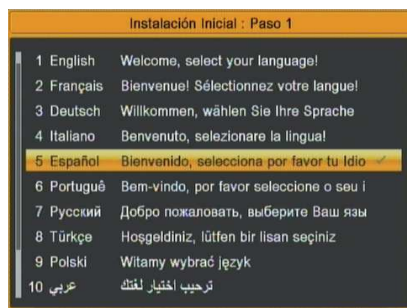 Instalación Inicial : Paso 1
1 English Welcome, select your language!
2 Français Bienvenue! Sélectionnez votre langue!
3 Deutsch Willkommen, wählen Sie Ihre Sprache
4 Italiano Benvenuto, selezionare la lingua!
5 Español Bienvenido, selecciona por favor tu Idio
6 Portuguê Bem-vindo, por favor seleccione o seu i
7 Русский Добро пожаловать, выберите Ваш язы
8 Türkçe Hoşgeldiniz, lütfen bir lisan seçiniz
9 Polski Witamy wybrać język
10 عربي ترحيب اختيار لغتك